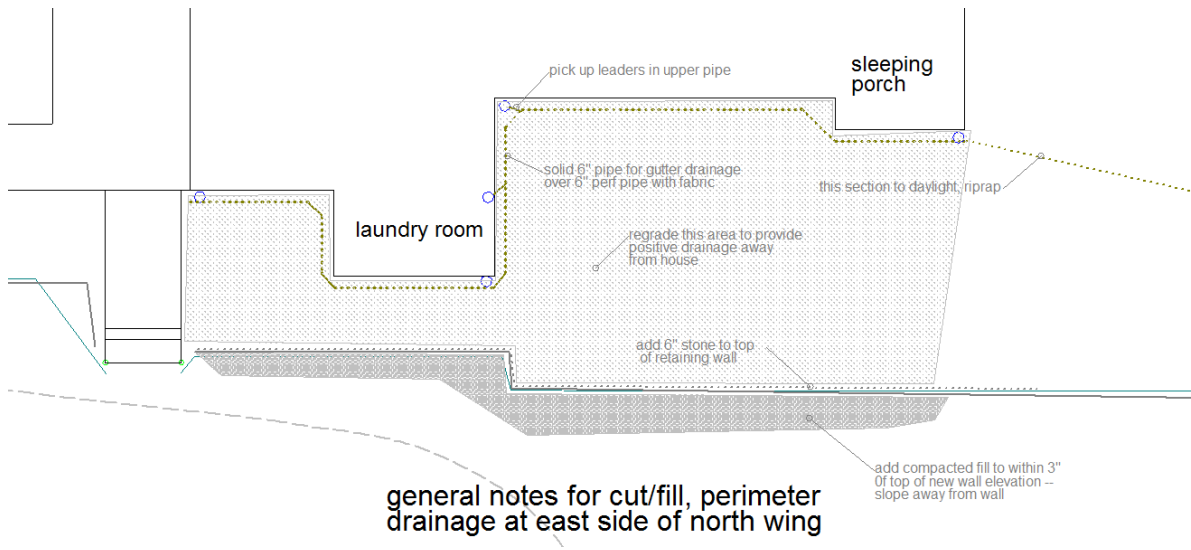 pick up leaders in upper pipe
sleeping
porch
solid 6" pipe for gutter drainage
over 6" perf pipe with fabric
this section to daylight, riprap
laundry room
regrade this area to provide
positive drainage away
from house
add 6" stone to top
of retaining wall
add compacted fill to within 3"
0f top of new wall elevation --
slope away from wall
general notes for cut/fill, perimeter
drainage at east side of north wing